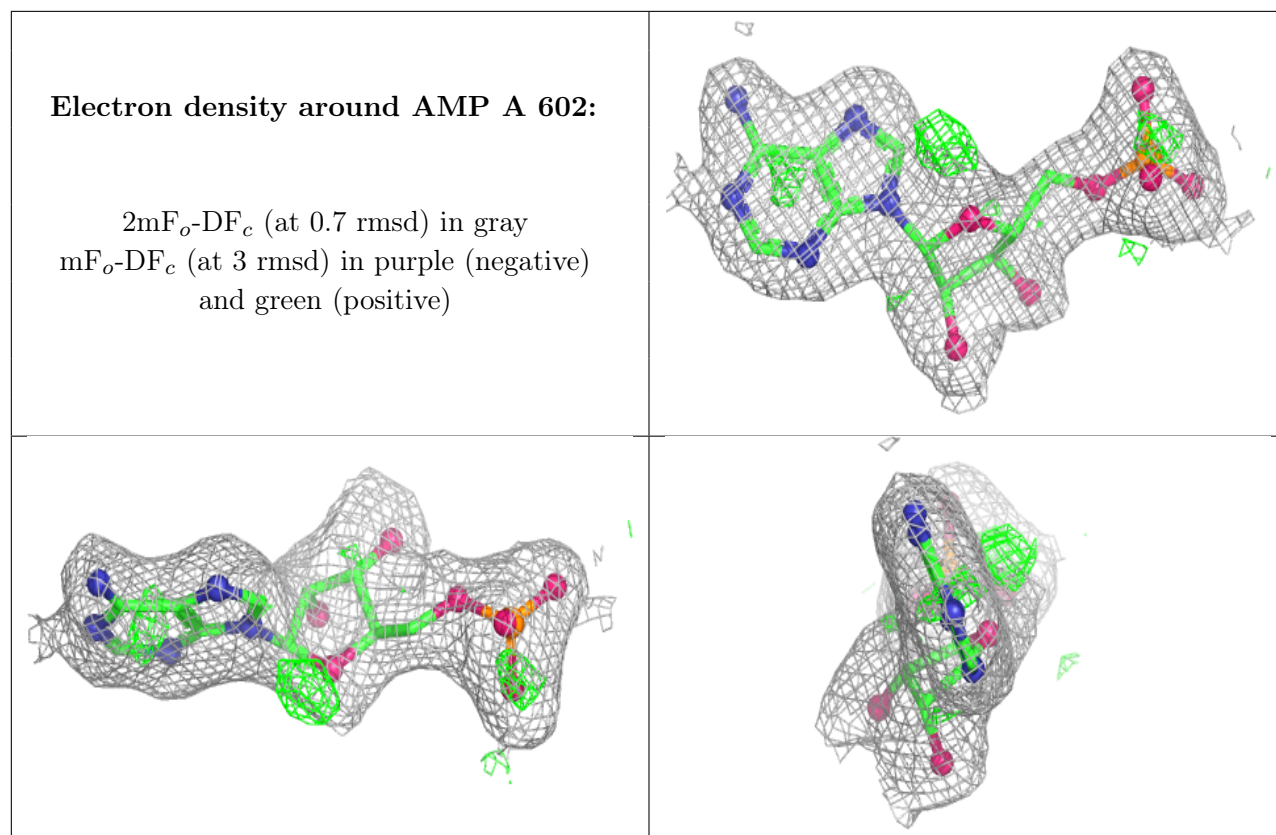 Electron density around AMP A 602:
2mFo-DFc (at 0.7 rmsd) in gray
mFo-DFc (at 3 rmsd) in purple (negative)
and green (positive)